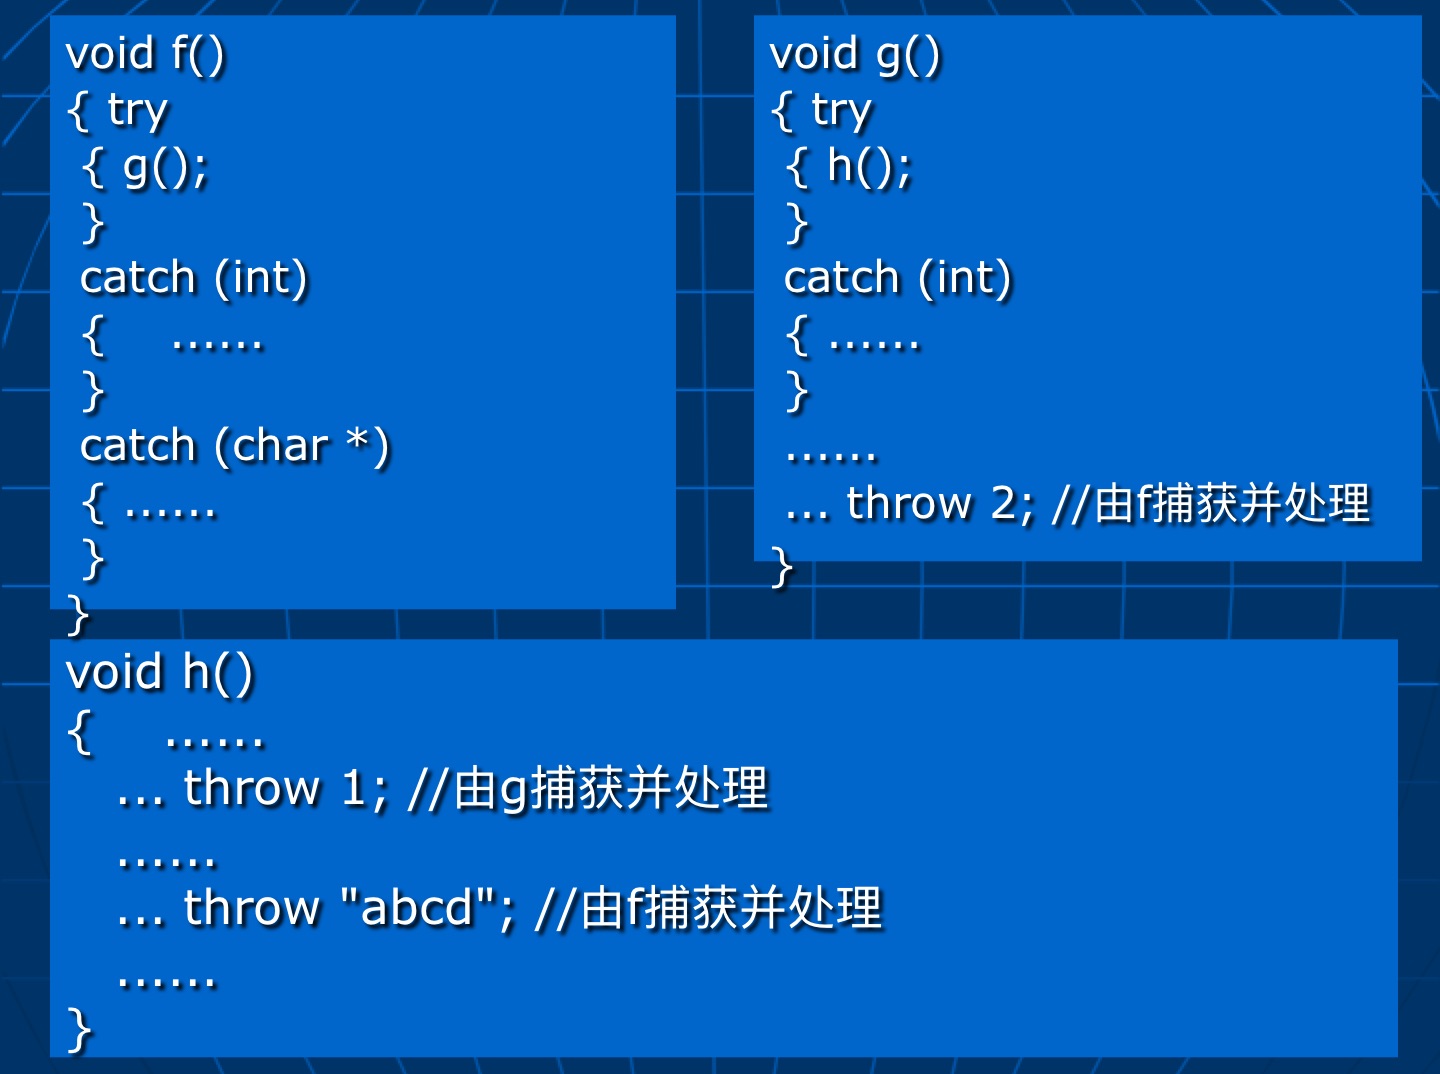 void f()
{ try
{ g();
}
catch (int)
{ ……
}
catch (char *)
{ ……
}
}
void g()
{ try
{ h();
}
catch (int)
{ ……
}
……
… throw 2; //由f捕获并处理
}
void h()
{ ……
… throw 1; //由g捕获并处理
……
… throw "abcd"; //由f捕获并处理
……
}